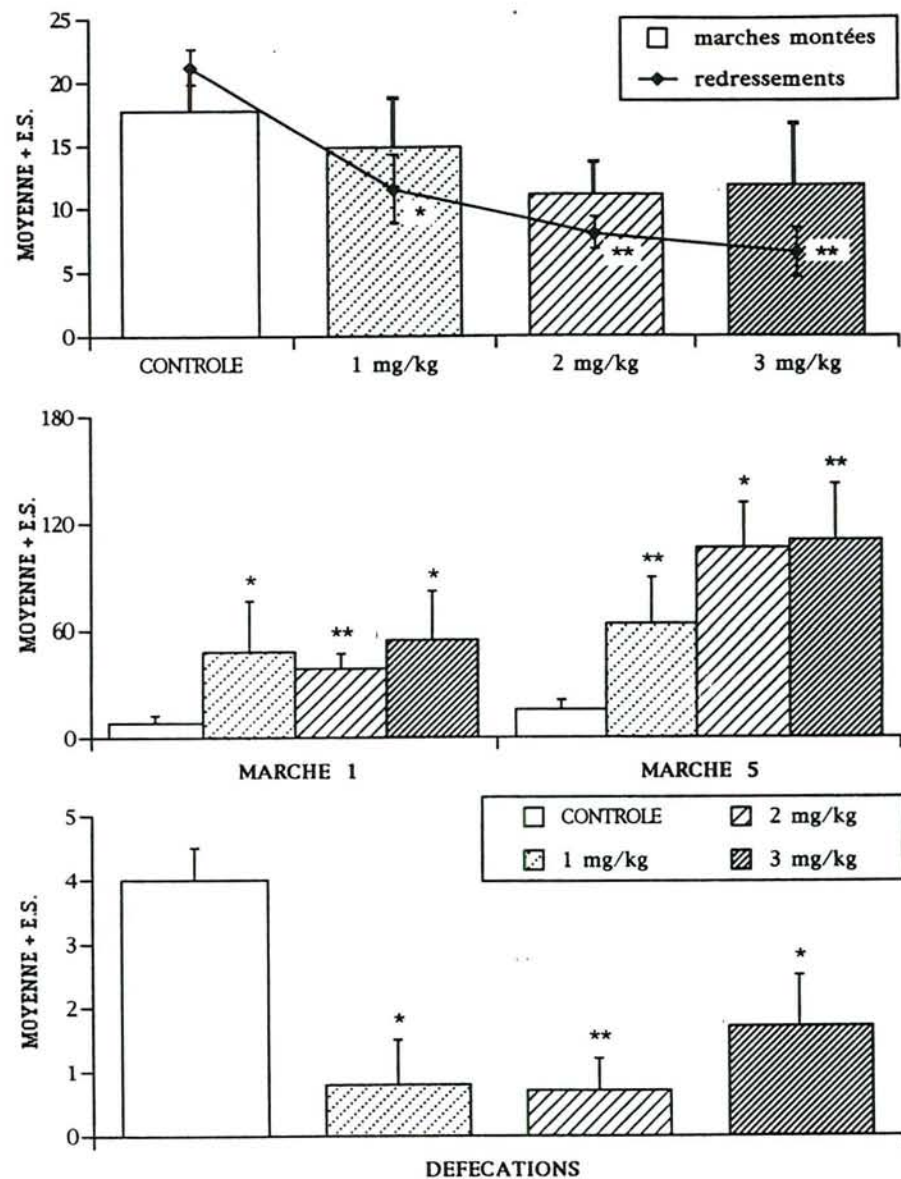 25
20
15
10
5
0
MOYENNE + E.S.
marches montées
redressements
*
**
**
CONTROLE 1 mg/kg 2 mg/kg 3 mg/kg
180
120
60
0
MOYENNE + E.S.
*
**
*
**
*
**
MARCHE 1 MARCHE 5
CONTROLE 2 mg/kg
1 mg/kg 3 mg/kg
5
4
3
2
1
0
MOYENNE + E.S.
*
**
*
DEFECATIONS